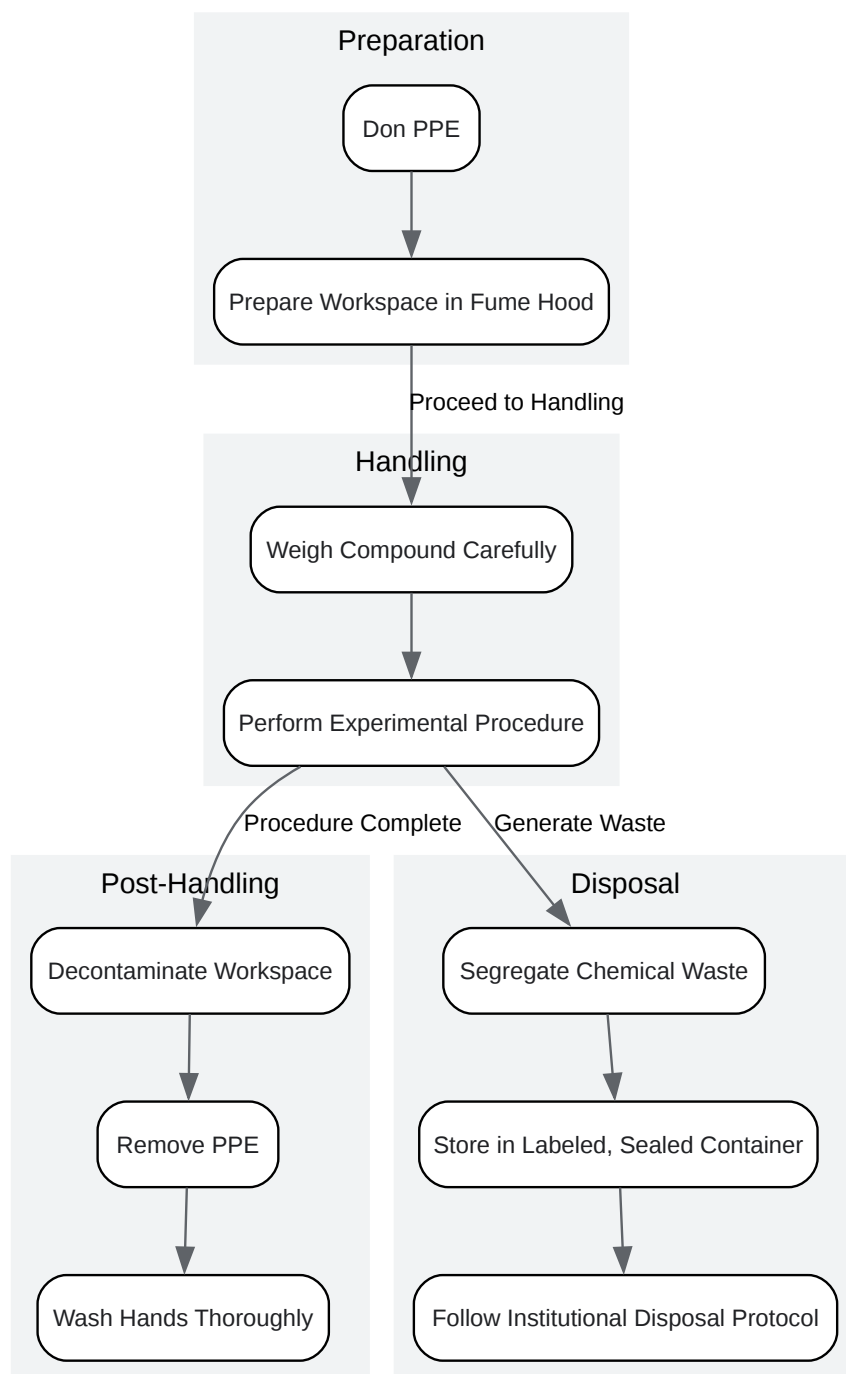 Preparation
Don PPE
Prepare Workspace in Fume Hood
Proceed to Handling
Handling
Weigh Compound Carefully
Perform Experimental Procedure
Procedure Complete
Generate Waste
Post-Handling
Decontaminate Workspace
Remove PPE
Wash Hands Thoroughly
Disposal
Segregate Chemical Waste
Store in Labeled, Sealed Container
Follow Institutional Disposal Protocol